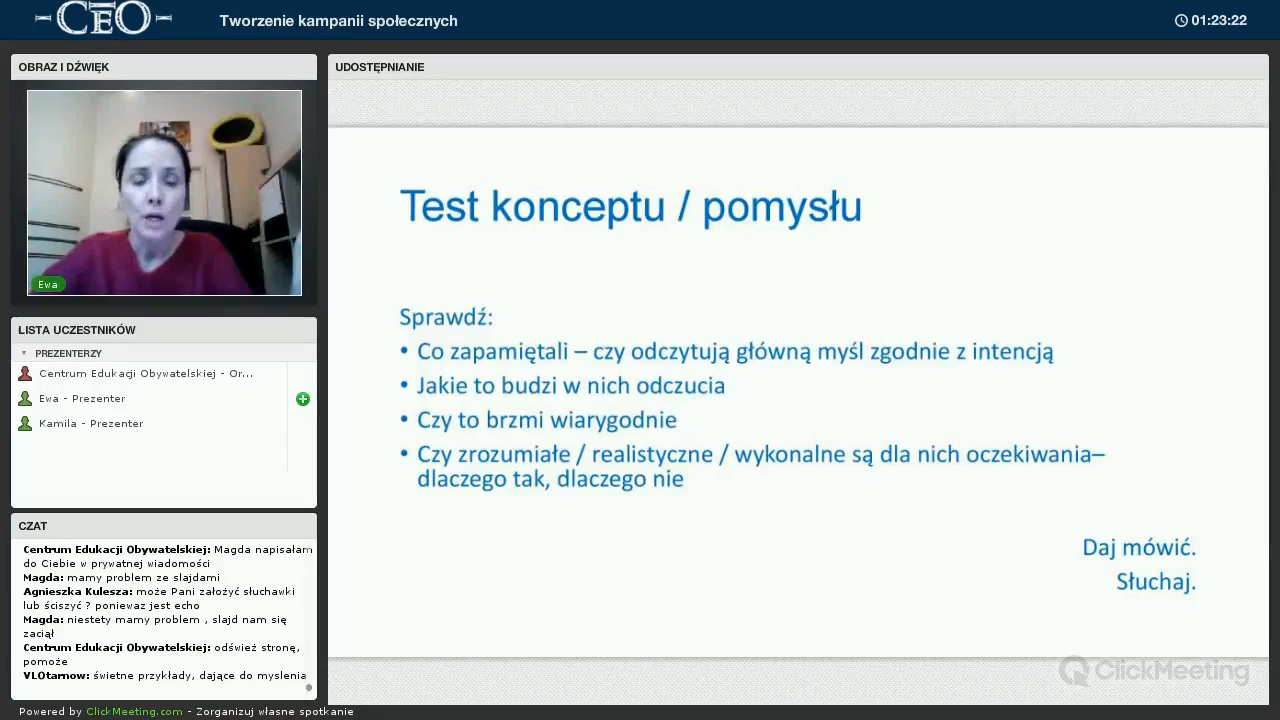 CEO
Tworzenie kampanii społecznych
01:23:22
OBRAZ I DŹWIĘK
Ewa
LISTA UCZESTNIKÓW
PREZENTERZY
Centrum Edukacji Obywatelskiej - Or...
Ewa - Prezenter
Kamila - Prezenter
CZAT
Centrum Edukacji Obywatelskiej: Magda napisałam
do Ciebie w prywatnej wiadomości
Magda: mamy problem ze slajdami
Agnieszka Kulesza: może Pani założyć słuchawki
lub ściszyć ? poniewaz jest echo
Magda: niestety mamy problem , slajd nam się
zaciął
Centrum Edukacji Obywatelskiej: odśwież stronę,
pomoże
VLOtarnow: świetne przykłady, dające do myslenia
UDOSTĘPNIANIE
Test konceptu / pomysłu
Sprawdź:
• Co zapamiętali – czy odczytują główną myśl zgodnie z intencją
• Jakie to budzi w nich odczucia
• Czy to brzmi wiarygodnie
• Czy zrozumiałe / realistyczne / wykonalne są dla nich oczekiwania–
dlaczego tak, dlaczego nie
Daj mówić.
Słuchaj.
ClickMeeting
Powered by ClickMeeting.com - Zorganizuj własne spotkanie